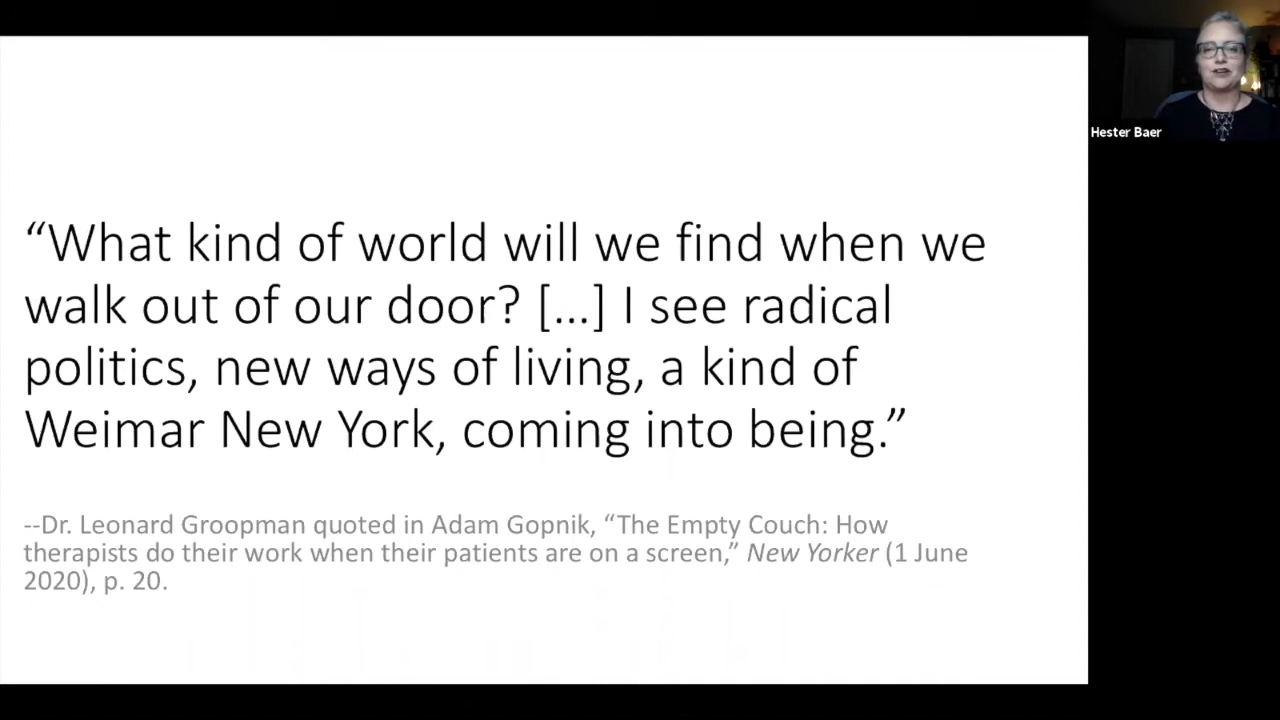 “What kind of world will we find when we
walk out of our door? [...] I see radical
politics, new ways of living, a kind of
Weimar New York, coming into being.”
--Dr. Leonard Groopman quoted in Adam Gopnik, “The Empty Couch: How
therapists do their work when their patients are on a screen,” New Yorker (1 June
2020), p. 20.
Hester Baer